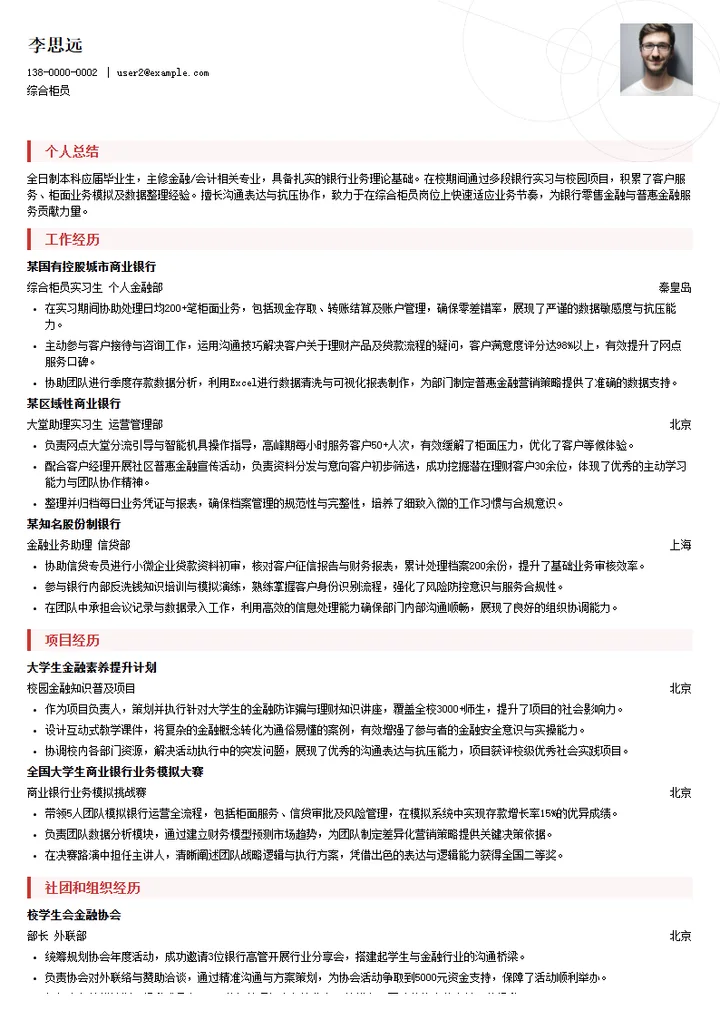 李思远
138-0000-0002 | user2@example.com
综合柜员
个人总结
全日制本科应届毕业生，主修金融/会计相关专业，具备扎实的银行业务理论基础。在校期间通过多段银行实习与校园项目，积累了客户服
务、柜面业务模拟及数据整理经验。擅长沟通表达与抗压协作，致力于在综合柜员岗位上快速适应业务节奏，为银行零售金融与普惠金融服
务贡献力量。
工作经历
某国有控股城市商业银行
综合柜员实习生 个人金融部 秦皇岛
• 在实习期间协助处理日均200+笔柜面业务，包括现金存取、转账结算及账户管理，确保零差错率，展现了严谨的数据敏感度与抗压能
力。
• 主动参与客户接待与咨询工作，运用沟通技巧解决客户关于理财产品及贷款流程的疑问，客户满意度评分达98%以上，有效提升了网点
服务口碑。
• 协助团队进行季度存款数据分析，利用Excel进行数据清洗与可视化报表制作，为部门制定普惠金融营销策略提供了准确的数据支持。
某区域性商业银行
大堂助理实习生 运营管理部 北京
• 负责网点大堂分流引导与智能机具操作指导，高峰期每小时服务客户50+人次，有效缓解了柜面压力，优化了客户等候体验。
• 配合客户经理开展社区普惠金融宣传活动，负责资料分发与意向客户初步筛选，成功挖掘潜在理财客户30余位，体现了优秀的主动学习
能力与团队协作精神。
• 整理并归档每日业务凭证与报表，确保档案管理的规范性与完整性，培养了细致入微的工作习惯与合规意识。
某知名股份制银行
金融业务助理 信贷部 上海
• 协助信贷专员进行小微企业贷款资料初审，核对客户征信报告与财务报表，累计处理档案200余份，提升了基础业务审核效率。
• 参与银行内部反洗钱知识培训与模拟演练，熟练掌握客户身份识别流程，强化了风险防控意识与服务合规性。
• 在团队中承担会议记录与数据录入工作，利用高效的信息处理能力确保部门内部沟通顺畅，展现了良好的组织协调能力。
项目经历
大学生金融素养提升计划
校园金融知识普及项目 北京
• 作为项目负责人，策划并执行针对大学生的金融防诈骗与理财知识讲座，覆盖全校3000+师生，提升了项目的社会影响力。
• 设计互动式教学课件，将复杂的金融概念转化为通俗易懂的案例，有效增强了参与者的金融安全意识与实操能力。
• 协调校内各部门资源，解决活动执行中的突发问题，展现了优秀的沟通表达与抗压能力，项目获评校级优秀社会实践项目。
全国大学生商业银行业务模拟大赛
商业银行业务模拟挑战赛 北京
• 带领5人团队模拟银行运营全流程，包括柜面服务、信贷审批及风险管理，在模拟系统中实现存款增长率15%的优异成绩。
• 负责团队数据分析模块，通过建立财务模型预测市场趋势，为团队制定差异化营销策略提供关键决策依据。
• 在决赛路演中担任主讲人，清晰阐述团队战略逻辑与执行方案，凭借出色的表达与逻辑能力获得全国二等奖。
社团和组织经历
校学生会金融协会
部长 外联部 北京
• 统筹规划协会年度活动，成功邀请3位银行高管开展行业分享会，搭建起学生与金融行业的沟通桥梁。
• 负责协会对外联络与赞助洽谈，通过精准沟通与方案策划，为协会活动争取到5000元资金支持，保障了活动顺利举办。